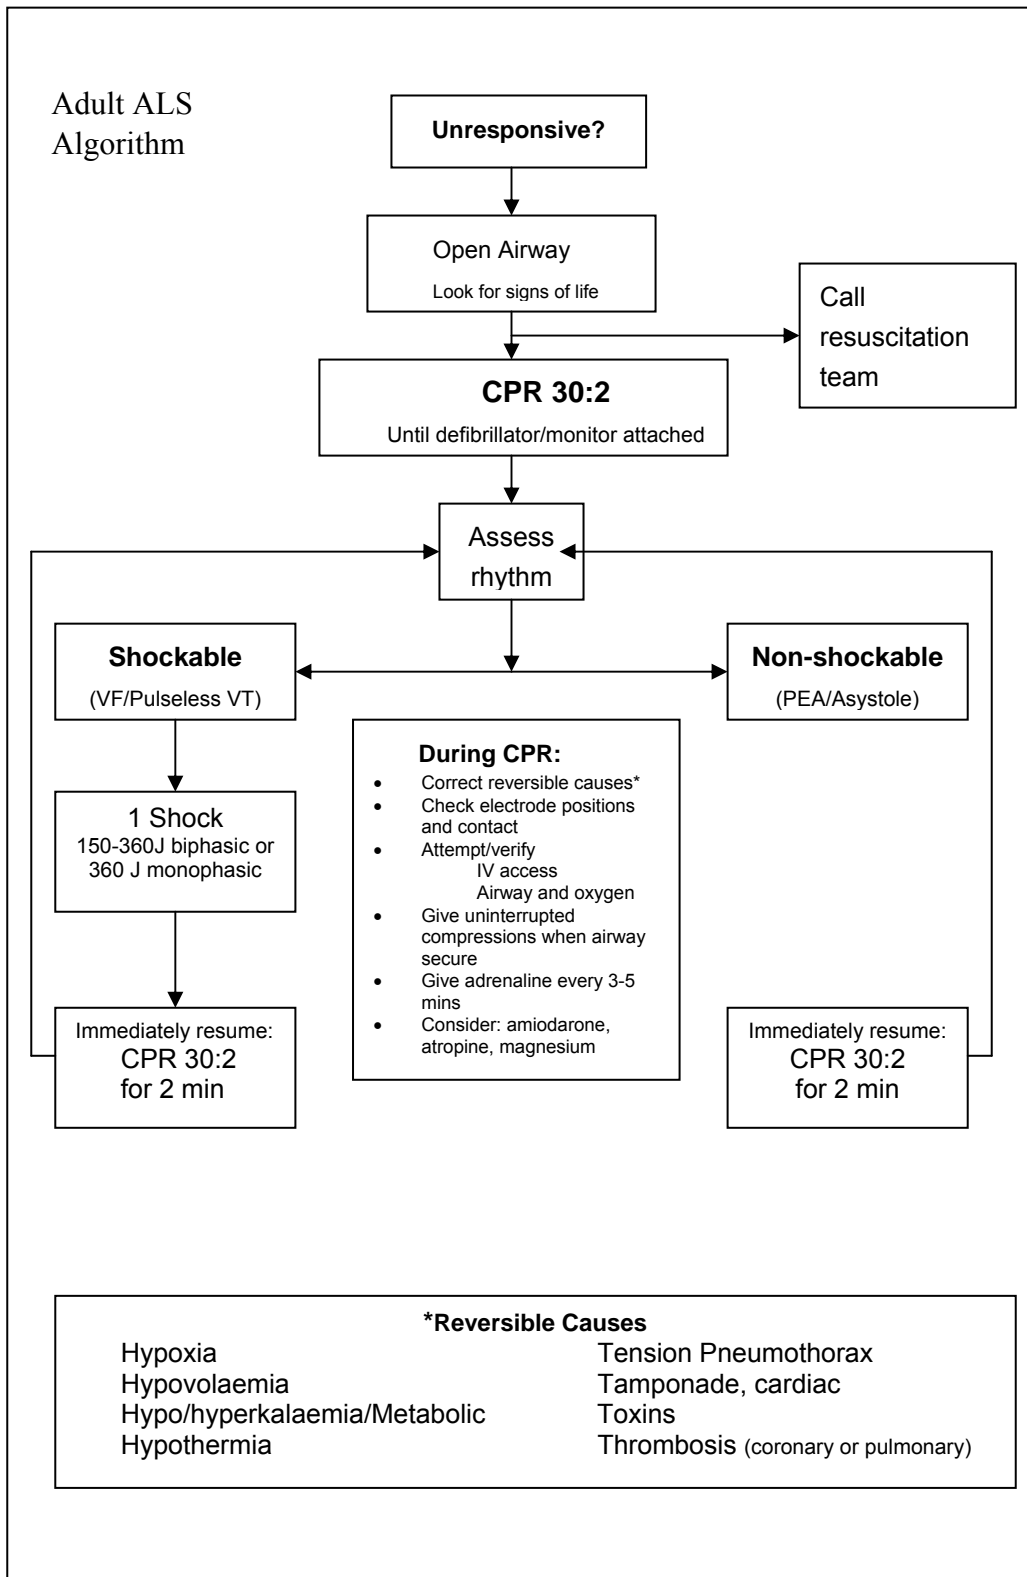 Adult ALS
Algorithm
Unresponsive?
Open Airway
Look for signs of life
Call
resuscitation
team
CPR 30:2
Until defibrillator/monitor attached
Assess
rhythm
Shockable
(VF/Pulseless VT)
Non-shockable
(PEA/Asystole)
1 Shock
150-360J biphasic or
360 J monophasic
During CPR:
• Correct reversible causes*
• Check electrode positions
and contact
• Attempt/verify
IV access
Airway and oxygen
• Give uninterrupted
compressions when airway
secure
• Give adrenaline every 3-5
mins
• Consider: amiodarone,
atropine, magnesium
Immediately resume:
CPR 30:2
for 2 min
Immediately resume:
CPR 30:2
for 2 min
*Reversible Causes
Hypoxia
Hypovolaemia
Hypo/hyperkalaemia/Metabolic
Hypothermia
Tension Pneumothorax
Tamponade, cardiac
Toxins
Thrombosis (coronary or pulmonary)